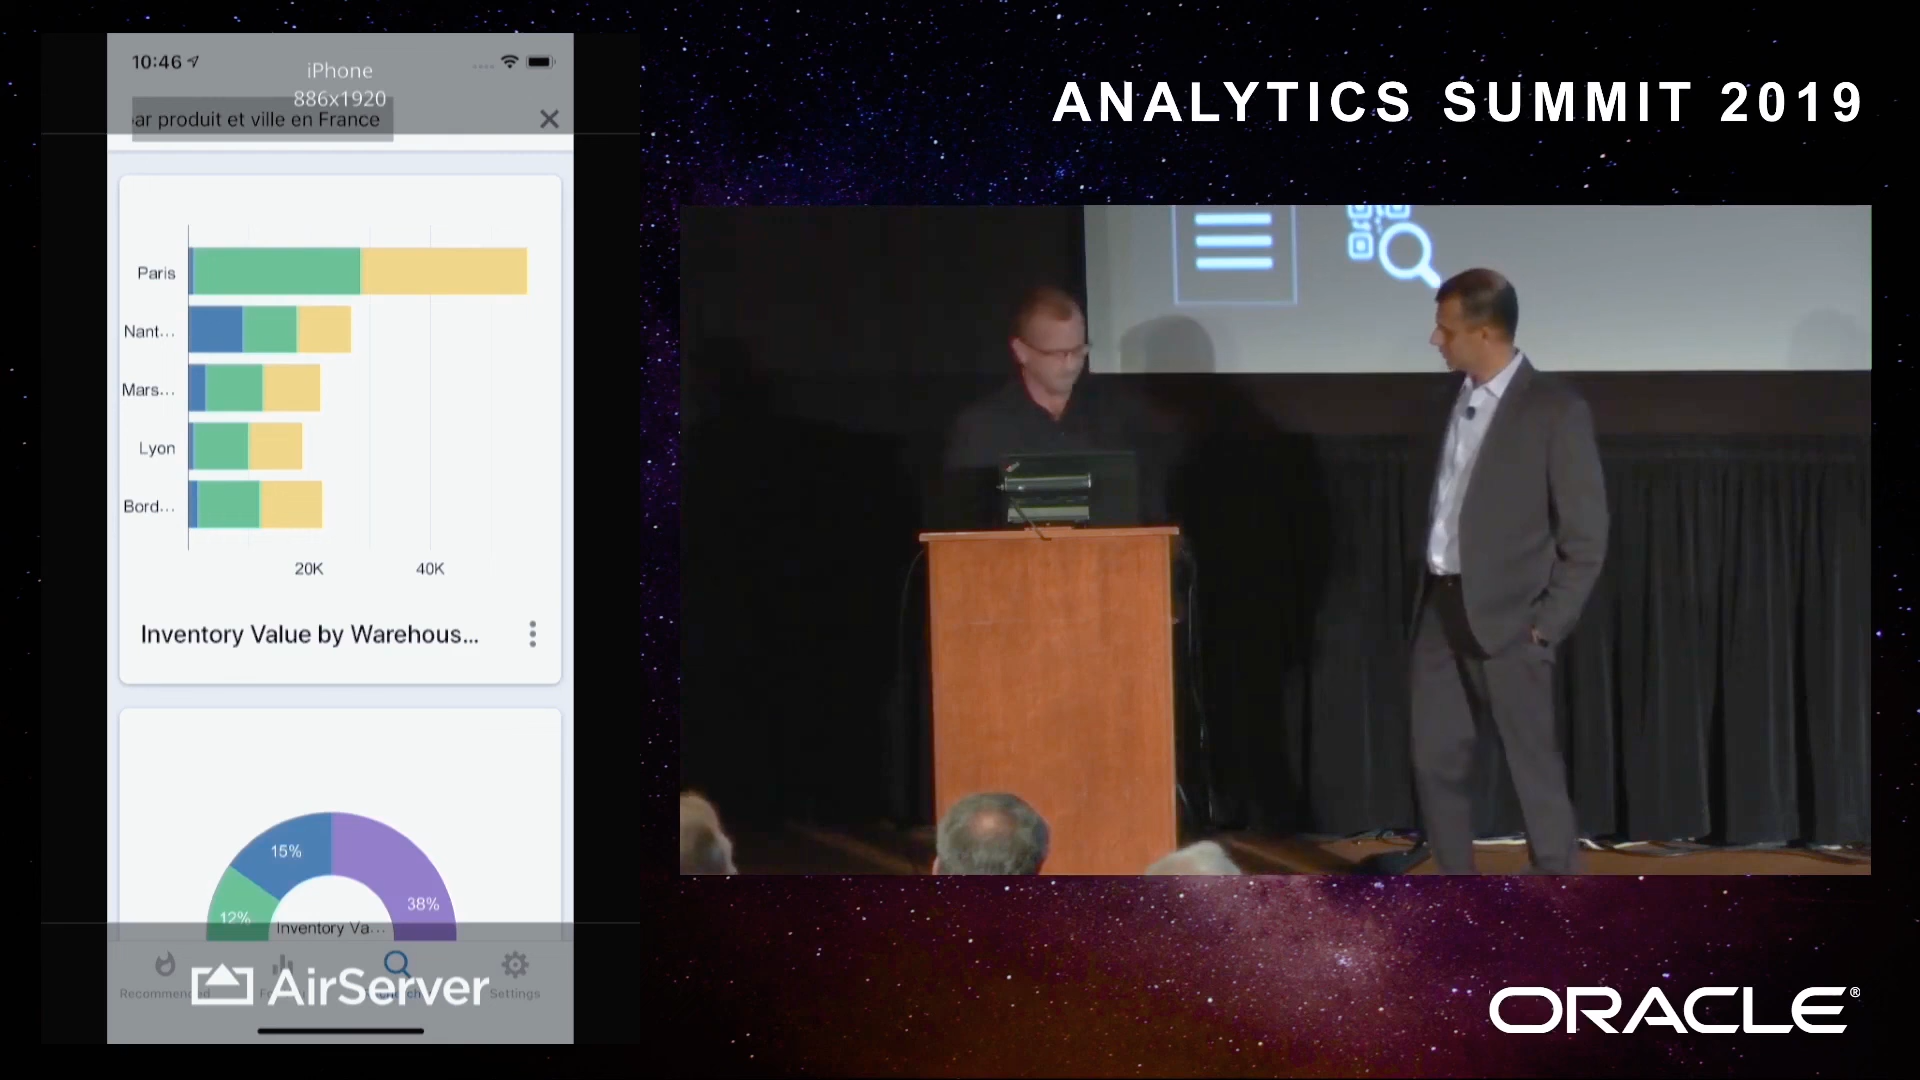 10:46
iPhone
886x1920
ar produit et ville en France
Paris
Nant...
Mars...
Lyon
Bord...
20K
40K
Inventory Value by Warehous...
15%
38%
12%
Inventory Va...
Settings
AirServer
ANALYTICS SUMMIT 2019
ORACLE®